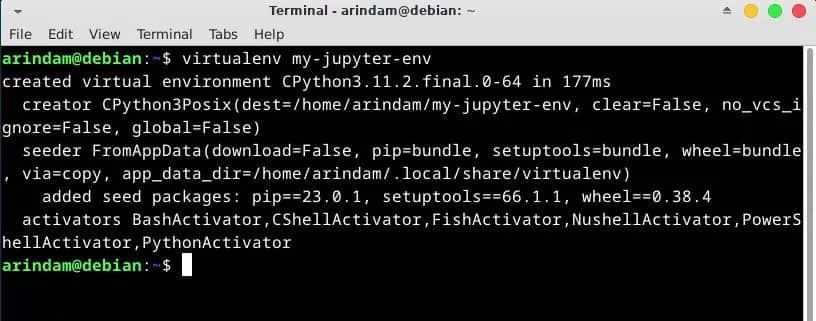 Terminal - arindam@debian: ~
File Edit View Terminal Tabs Help
arindam@debian:~$ virtualenv my-jupyter-env
created virtual environment CPython3.11.2.final.0-64 in 177ms
  creator CPython3Posix(dest=/home/arindam/my-jupyter-env, clear=False, no_vcs_i
gnore=False, global=False)
  seeder FromAppData(download=False, pip=bundle, setuptools=bundle, wheel=bundle
, via=copy, app_data_dir=/home/arindam/.local/share/virtualenv)
    added seed packages: pip==23.0.1, setuptools==66.1.1, wheel==0.38.4
  activators BashActivator,CShellActivator,FishActivator,NushellActivator,PowerS
hellActivator,PythonActivator
arindam@debian:~$